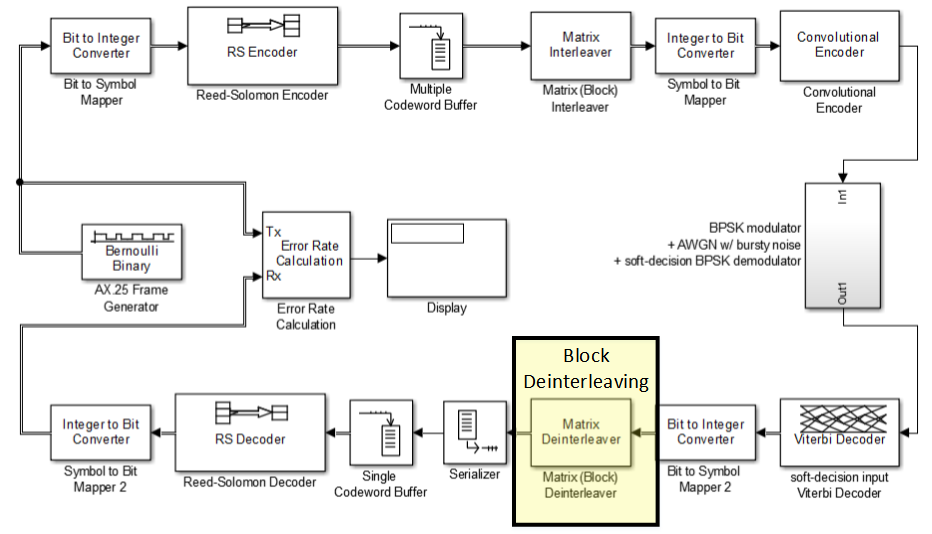 Bit to Integer
Converter
Bit to Symbol
Mapper
RS Encoder
Reed-Solomon Encoder
Multiple
Codeword Buffer
Matrix
Interleaver
Matrix (Block)
Interleaver
Integer to Bit
Converter
Symbol to Bit
Mapper
Convolutional
Encoder
Convolutional
Encoder
In1
Out1
BPSK modulator
+ AWGN w/ bursty noise
+ soft-decision BPSK demodulator
Bernoulli
Binary
AX.25 Frame
Generator
Tx
Error Rate
Calculation
Rx
Error Rate
Calculation
Display
Block
Deinterleaving
Integer to Bit
Converter
Symbol to Bit
Mapper 2
RS Decoder
Reed-Solomon Decoder
Single
Codeword Buffer
Serializer
Matrix
Deinterleaver
Matrix (Block)
Deinterleaver
Bit to Integer
Converter
Bit to Symbol
Mapper 2
Viterbi Decoder
soft-decision input
Viterbi Decoder